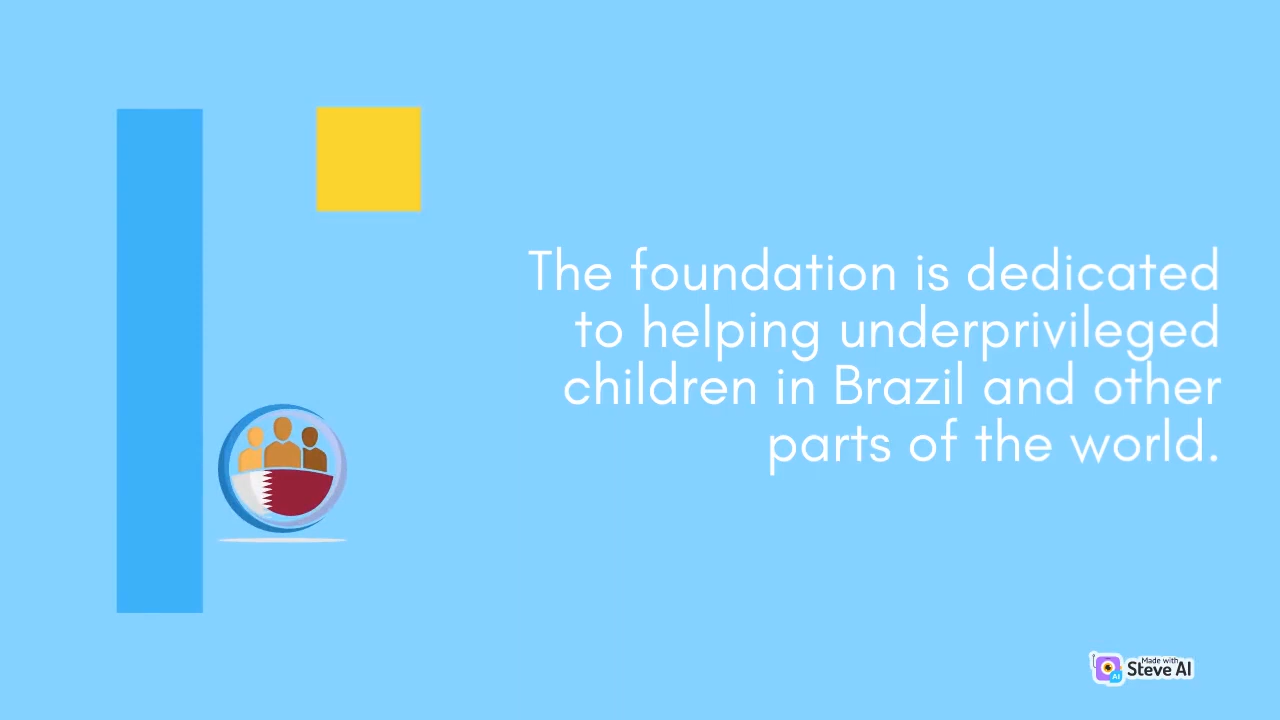 The foundation is dedicated
to helping underprivileged
children in Brazil and other
parts of the world.
Made with
Steve AI
AI